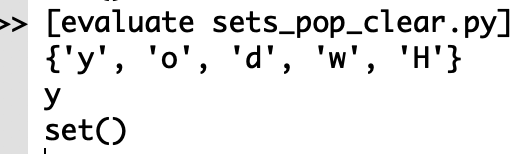 >> [evaluate sets_pop_clear.py]
{'y', 'o', 'd', 'w', 'H'}
y
set()